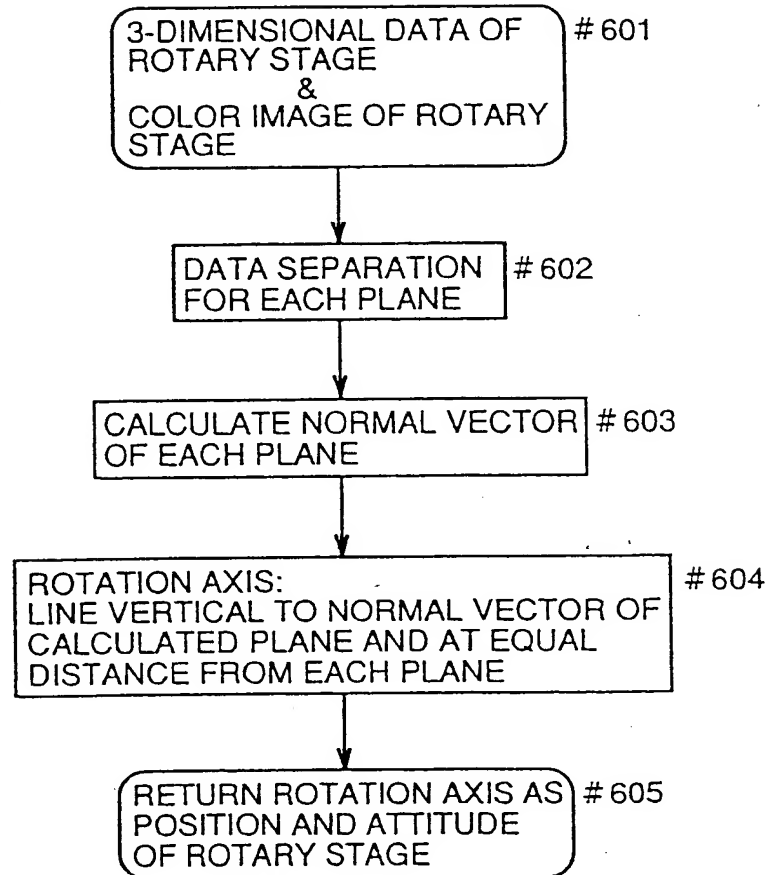 3-DIMENSIONAL DATA OF # 601
ROTARY STAGE
&
COLOR IMAGE OF ROTARY
STAGE
DATA SEPARATION # 602
FOR EACH PLANE
CALCULATE NORMAL VECTOR # 603
OF EACH PLANE
ROTATION AXIS: # 604
LINE VERTICAL TO NORMAL VECTOR OF
CALCULATED PLANE AND AT EQUAL
DISTANCE FROM EACH PLANE
RETURN ROTATION AXIS AS # 605
POSITION AND ATTITUDE
OF ROTARY STAGE